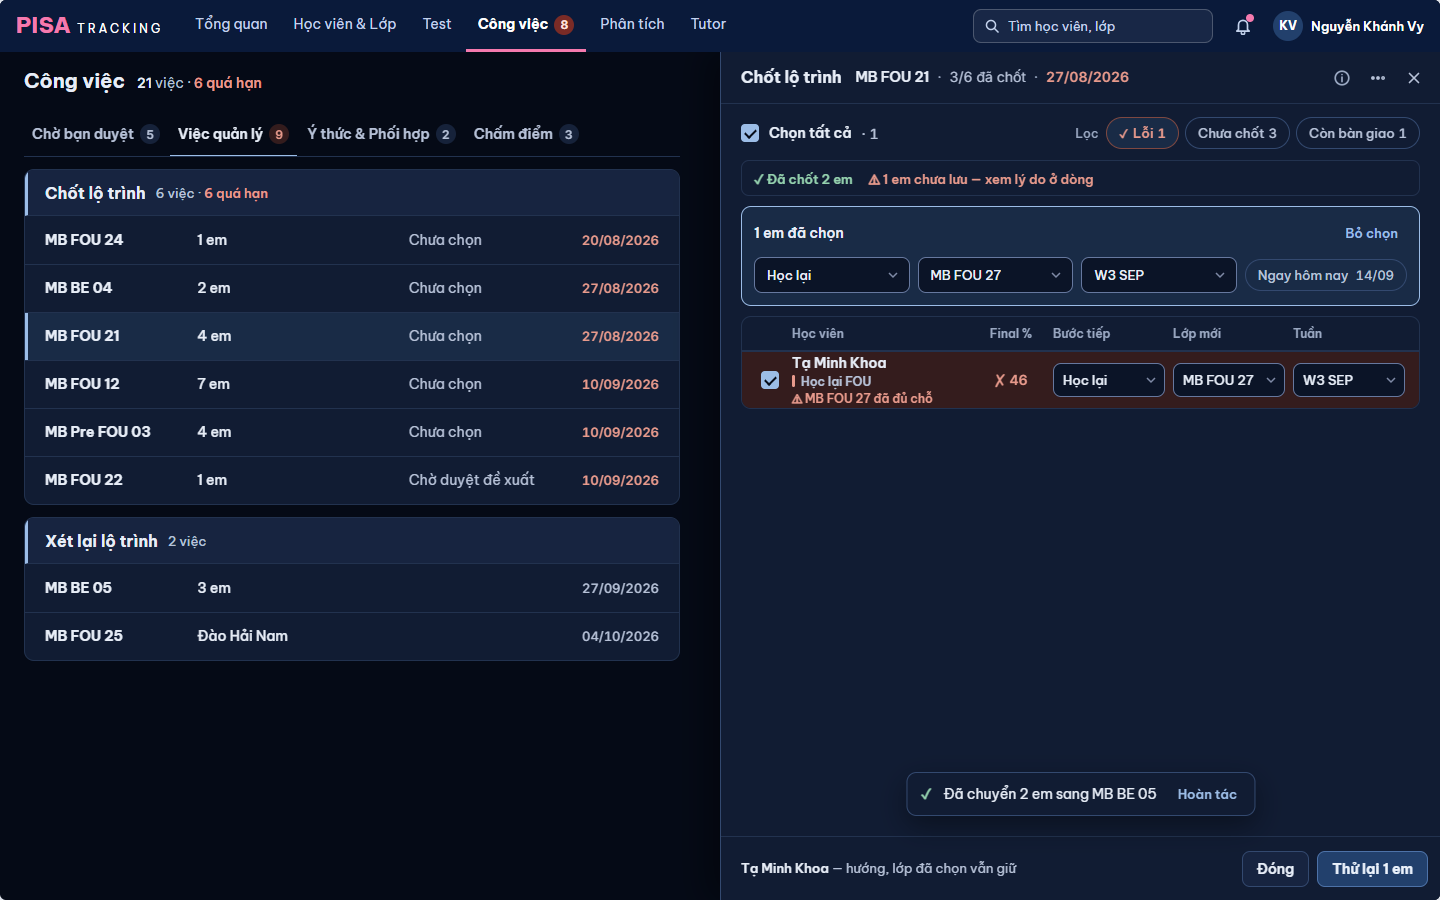 PISA TRACKING Tổng quan Học viên & Lớp Test Công việc 8 Phân tích Tutor Tìm học viên, lớp KV Nguyễn Khánh Vy
Công việc 21 việc · 6 quá hạn
Chờ bạn duyệt 5 Việc quản lý 9 Ý thức & Phối hợp 2 Chấm điểm 3
Chốt lộ trình 6 việc · 6 quá hạn
MB FOU 24 1 em Chưa chọn 20/08/2026
MB BE 04 2 em Chưa chọn 27/08/2026
MB FOU 21 4 em Chưa chọn 27/08/2026
MB FOU 12 7 em Chưa chọn 10/09/2026
MB Pre FOU 03 4 em Chưa chọn 10/09/2026
MB FOU 22 1 em Chờ duyệt đề xuất 10/09/2026
Xét lại lộ trình 2 việc
MB BE 05 3 em 27/09/2026
MB FOU 25 Đào Hải Nam 04/10/2026
Chốt lộ trình MB FOU 21 · 3/6 đã chốt · 27/08/2026
Chọn tất cả · 1 Lọc ✓ Lỗi 1 Chưa chốt 3 Còn bàn giao 1
✓ Đã chốt 2 em ⚠ 1 em chưa lưu — xem lý do ở dòng
1 em đã chọn Bỏ chọn
Học lại MB FOU 27 W3 SEP Ngay hôm nay 14/09
Học viên Final % Bước tiếp Lớp mới Tuần
Tạ Minh Khoa
Học lại FOU ✗ 46 Học lại MB FOU 27 W3 SEP
⚠ MB FOU 27 đã đủ chỗ
✓ Đã chuyển 2 em sang MB BE 05 Hoàn tác
Tạ Minh Khoa — hướng, lớp đã chọn vẫn giữ Đóng Thử lại 1 em